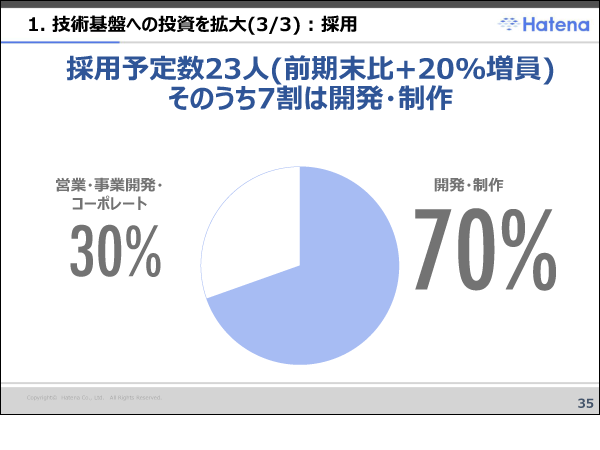 1. 技術基盤への投資を拡大(3/3)：採用
Hatena
採用予定数23人(前期末比+20%増員)
そのうち7割は開発・制作
営業・事業開発・
コーポレート
30%
開発・制作
70%
Copyright© Hatena Co., Ltd. All Rights Reserved.
35